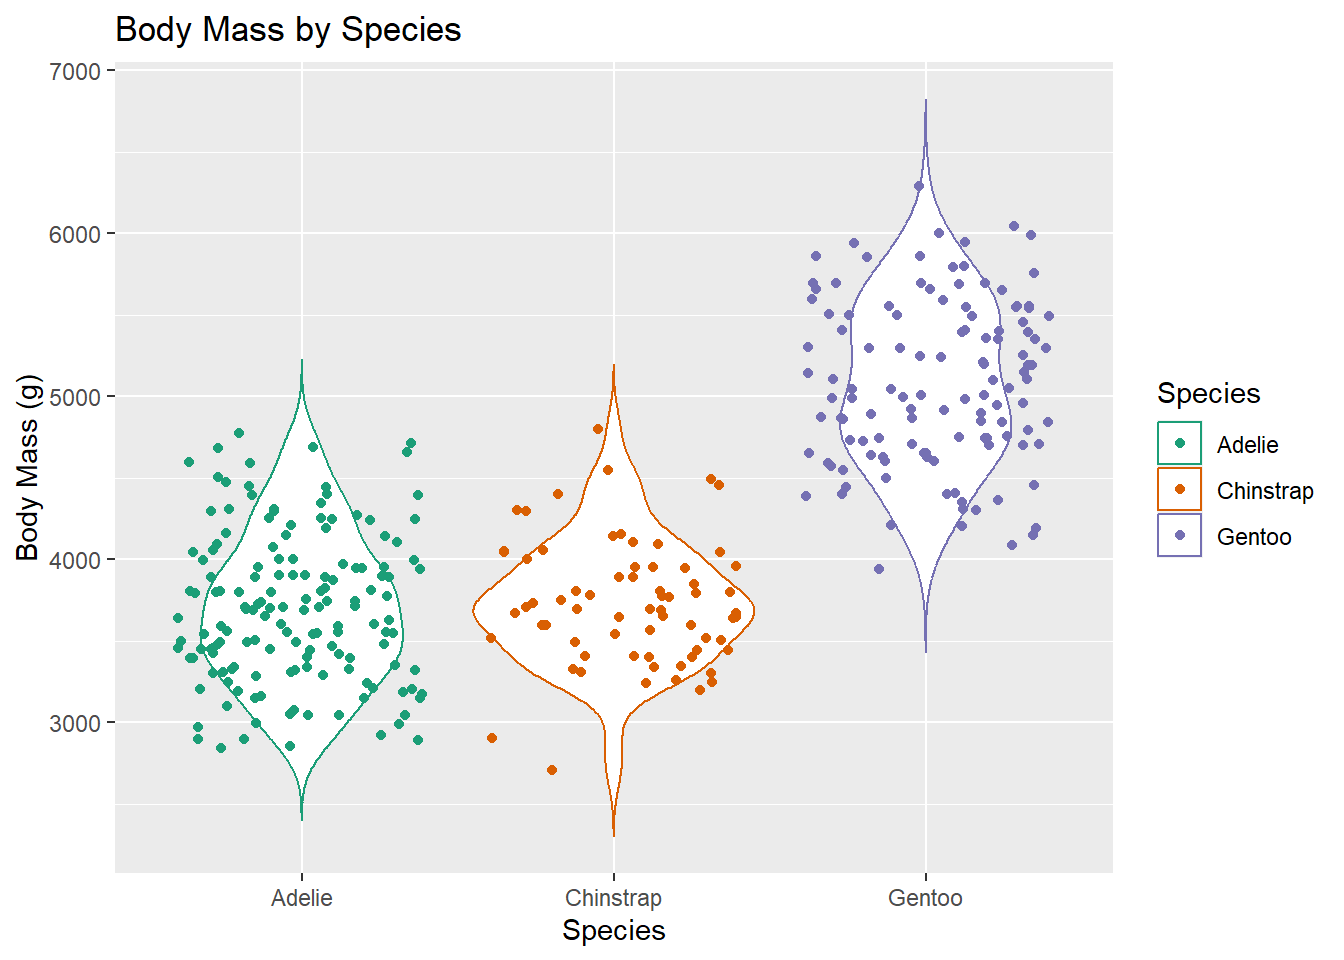 Body Mass by Species
7000
6000
5000
4000
3000
Body Mass (g)
Adelie
Chinstrap
Gentoo
Species
Species
Adelie
Chinstrap
Gentoo